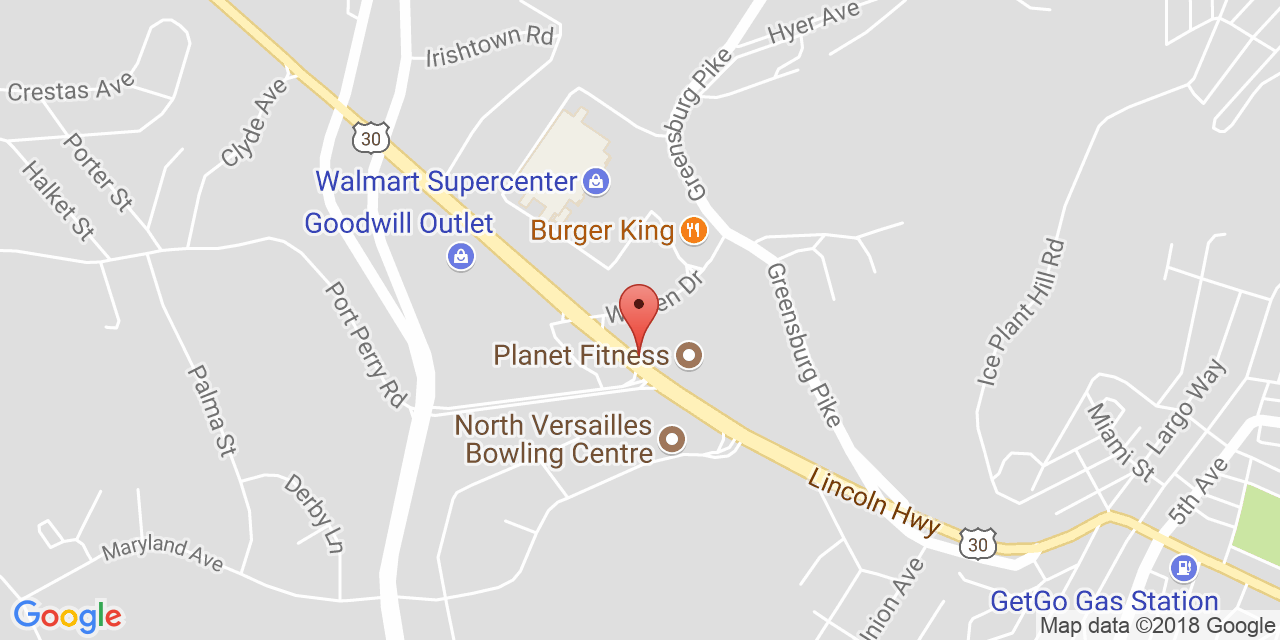 Hyer Ave
Irishtown Rd
Crestas Ave
Greensburg Pike
Clyde Ave
30
Porter St
Halket St
Walmart Supercenter
Goodwill Outlet
Burger King
Greensburg Pike
Ice Plant Hill Rd
Port Perry Rd
Planet Fitness
Palma St
Largo Way
Miami St
North Versailles
Bowling Centre
Lincoln Hwy
5th Ave
Derby Ln
Maryland Ave
30
Union Ave
GetGo Gas Station
Google
Map data ©2018 Google